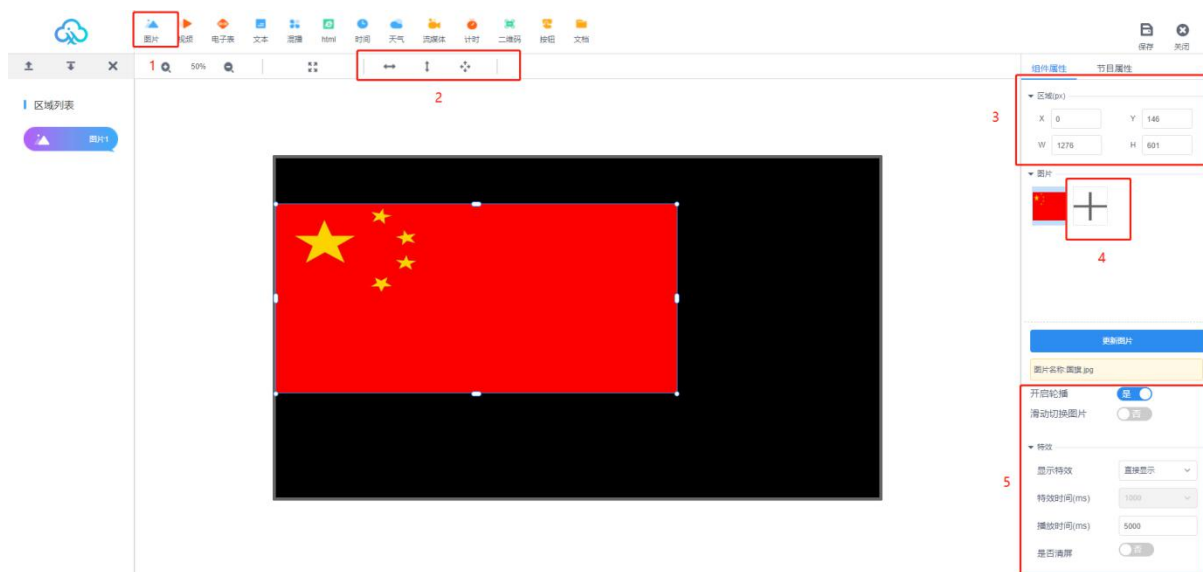 图片 视频 电子表 文本 混播 html 时间 天气 流媒体 计时 二维码 按钮 文档
保存 关闭
1 50%
2
组件属性 节目属性
区域列表
图片1
3
区域(px)
X 0 Y 146
W 1276 H 601
图片
4
更新图片
图片名称:国旗.jpg
开启轮播 是
滑动切换图片 否
特效
5
显示特效 直接显示
特效时间(ms) 1000
播放时间(ms) 5000
是否清屏 否